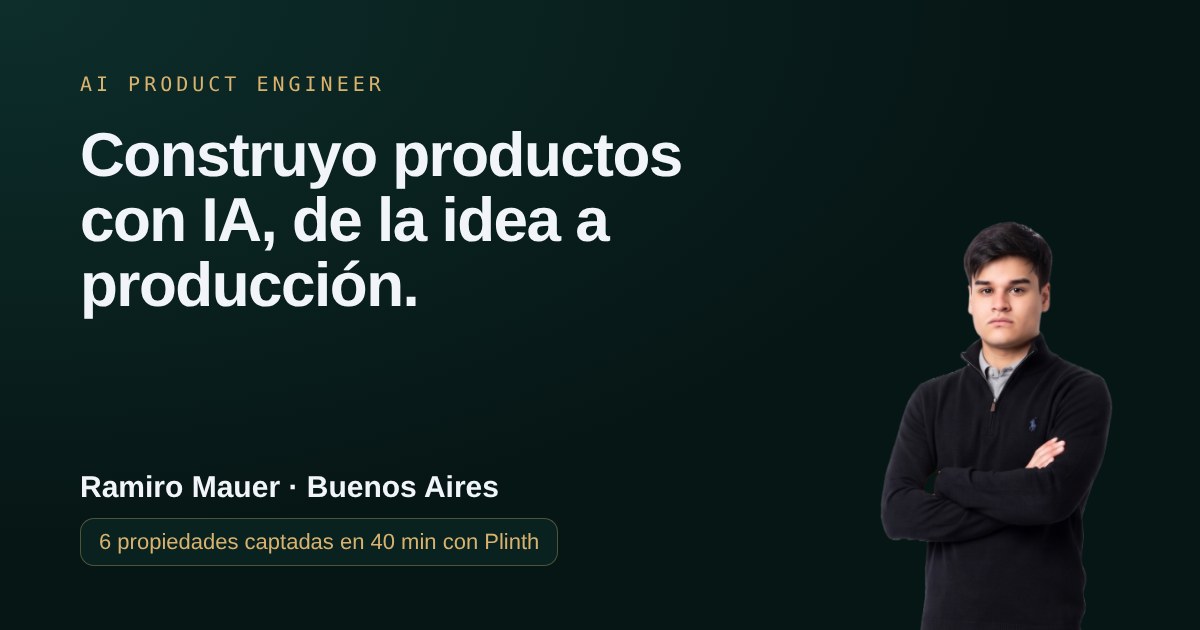 AI PRODUCT ENGINEER
Construyo productos
con IA, de la idea a
producción.
Ramiro Mauer · Buenos Aires
6 propiedades captadas en 40 min con Plinth